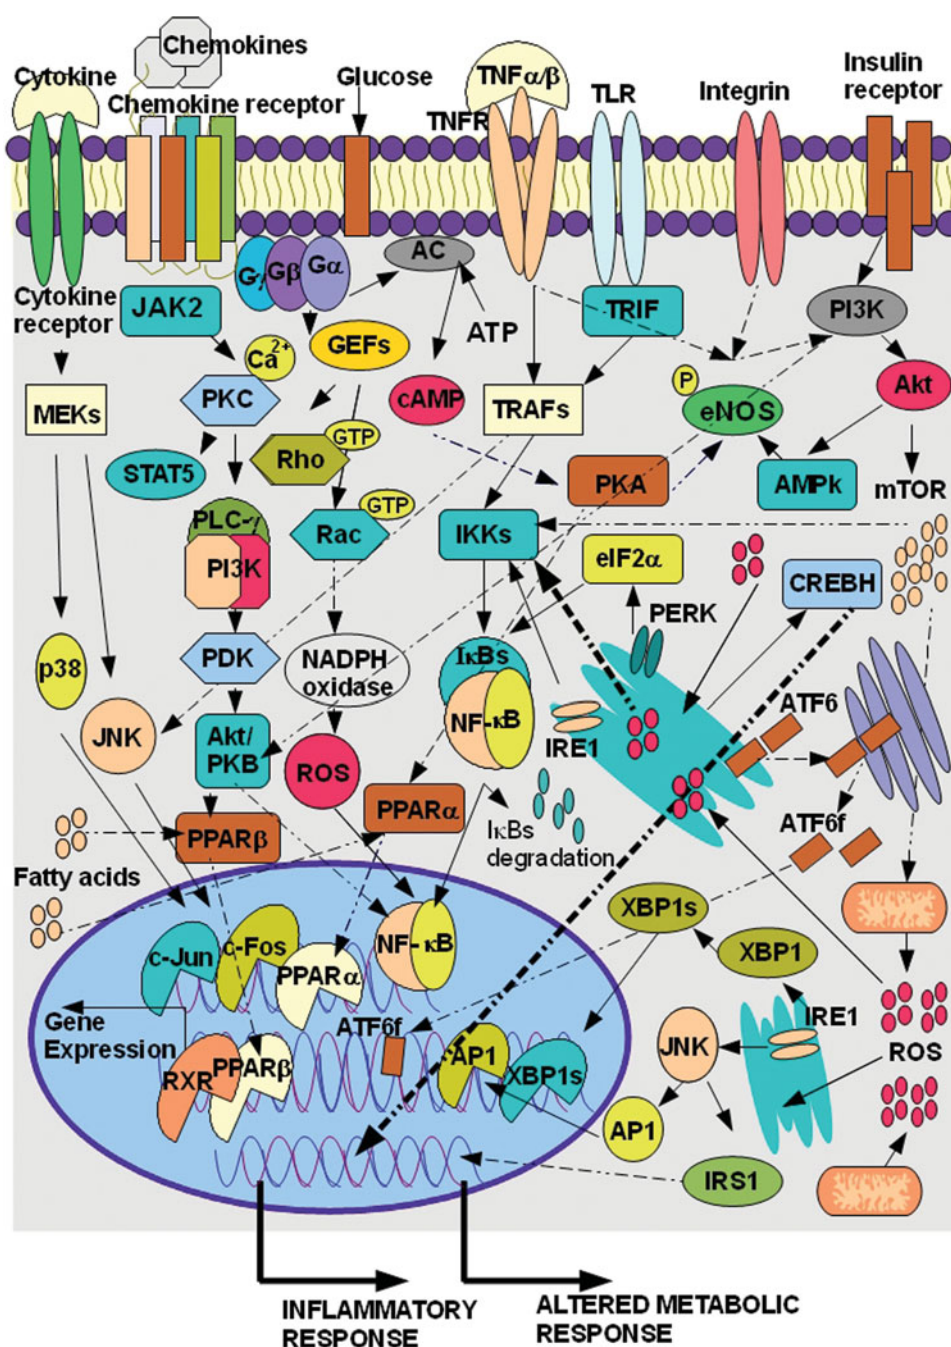 Chemokines
Cytokine
Chemokine receptor
Glucose
TNFα/β
TNFR
TLR
Integrin
Insulin
receptor
Gγ
Gβ
Gα
AC
Cytokine
receptor
JAK2
Ca2+
GEFs
ATP
TRIF
PI3K
MEKs
PKC
cAMP
TRAFs
P
eNOS
Akt
STAT5
Rho
GTP
PKA
AMPk
mTOR
PLC-γ
PI3K
Rac
GTP
IKKs
eIF2α
CREBH
PERK
p38
PDK
NADPH
oxidase
IκBs
NF-κB
JNK
Akt/
PKB
ROS
IRE1
ATF6
PPARβ
PPARα
IκBs
degradation
ATF6f
Fatty acids
XBP1s
XBP1
c-Jun
c-Fos
PPARα
NF-κB
Gene
Expression
ATF6f
IRE1
JNK
ROS
RXR
PPARβ
AP1
XBP1s
AP1
IRS1
INFLAMMATORY
RESPONSE
ALTERED METABOLIC
RESPONSE